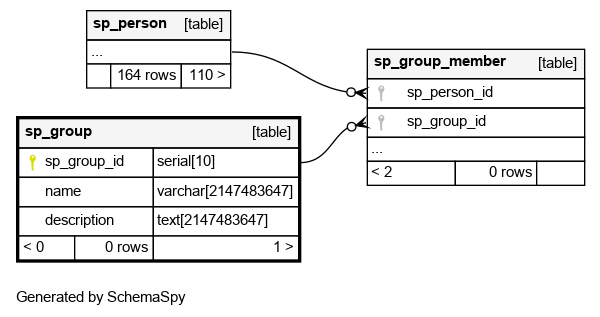 sp_person [table]
...
164 rows 110 >
sp_group_member [table]
sp_person_id
sp_group_id
...
< 2 0 rows
sp_group [table]
sp_group_id serial[10]
name varchar[2147483647]
description text[2147483647]
< 0 0 rows 1 >
Generated by SchemaSpy